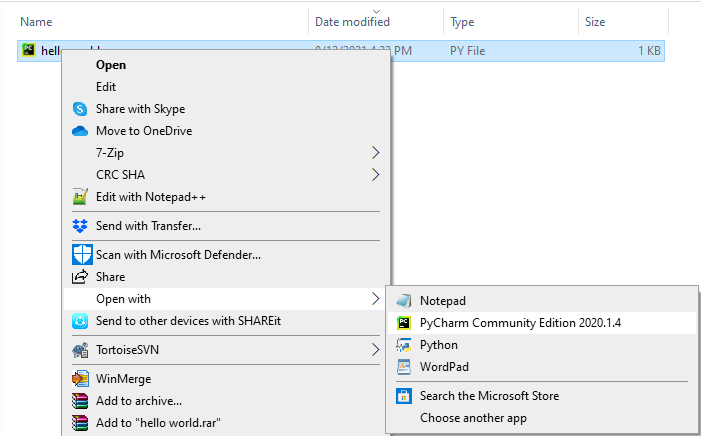 Name Date modified Type Size
PY File 1 KB
Open
Edit
Share with Skype
Move to OneDrive
7-Zip
CRC SHA
Edit with Notepad++
Send with Transfer...
Scan with Microsoft Defender...
Share
Open with
Send to other devices with SHAREit
TortoiseSVN
WinMerge
Add to archive...
Add to "hello world.rar"
Notepad
PyCharm Community Edition 2020.1.4
Python
WordPad
Search the Microsoft Store
Choose another app